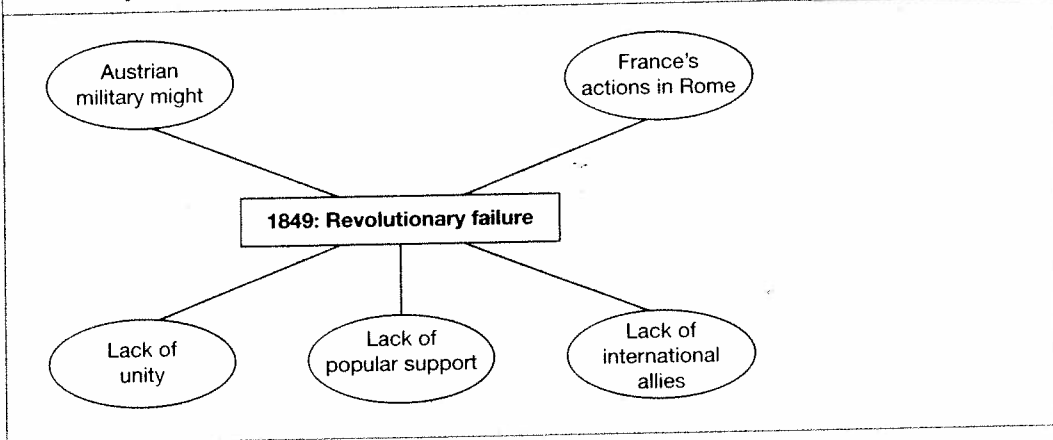 Austrian
military might
France's
actions in Rome
1849: Revolutionary failure
Lack of
unity
Lack of
popular support
Lack of
international
allies